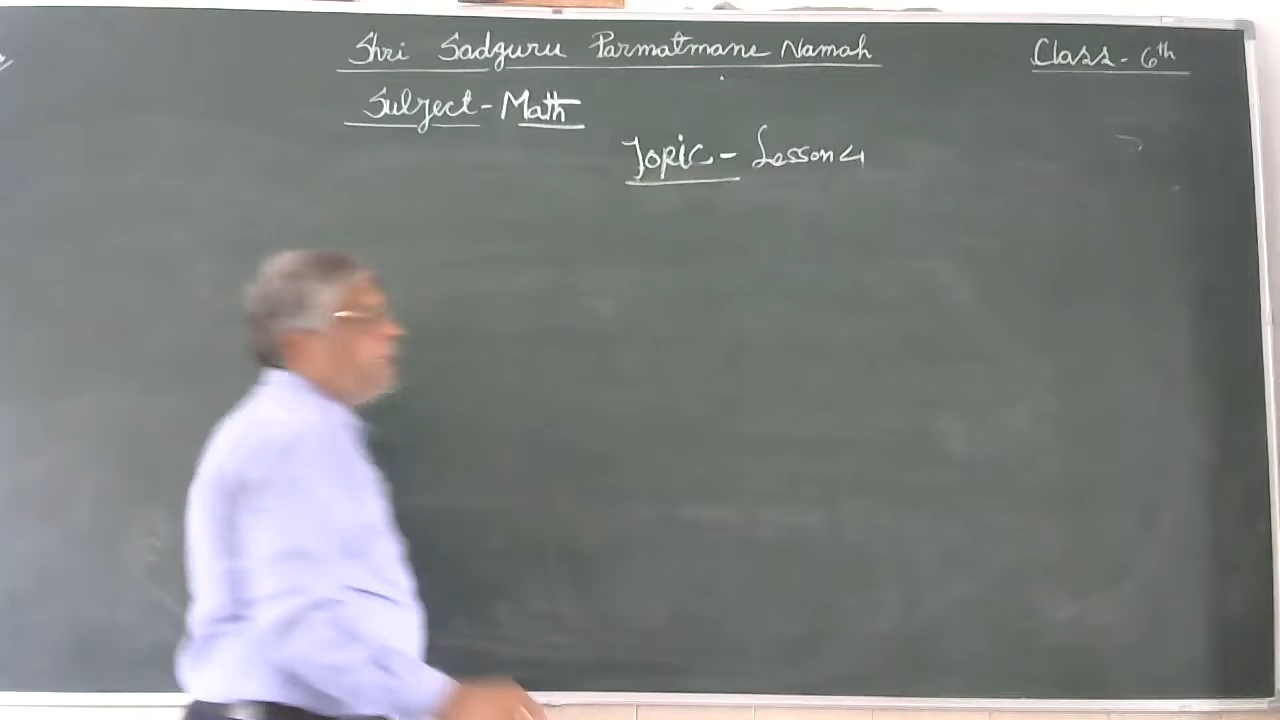 Shri Sadguru Parmatmane Namah
Class - 6th
Subject - Math
Topic - Lesson 4